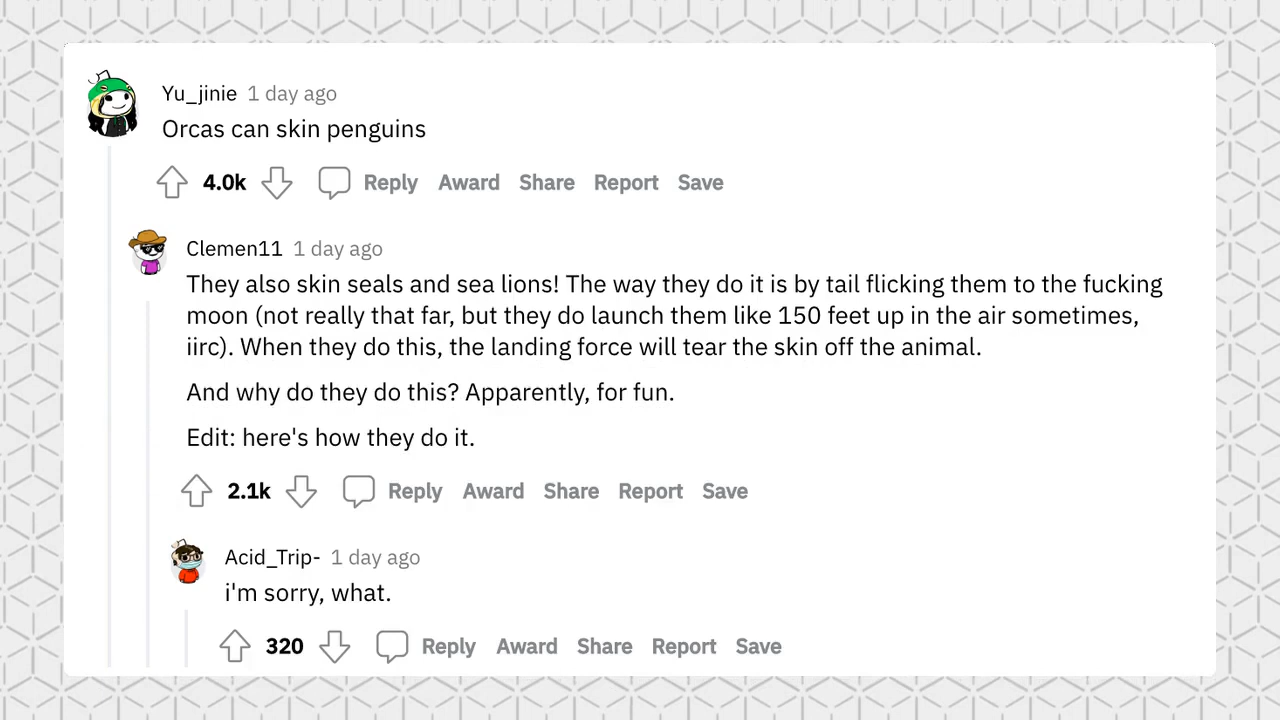 Yu_jinie 1 day ago
Orcas can skin penguins
4.0k Reply Award Share Report Save
Clemen11 1 day ago
They also skin seals and sea lions! The way they do it is by tail flicking them to the fucking
moon (not really that far, but they do launch them like 150 feet up in the air sometimes,
iirc). When they do this, the landing force will tear the skin off the animal.
And why do they do this? Apparently, for fun.
Edit: here's how they do it.
2.1k Reply Award Share Report Save
Acid_Trip- 1 day ago
i'm sorry, what.
320 Reply Award Share Report Save